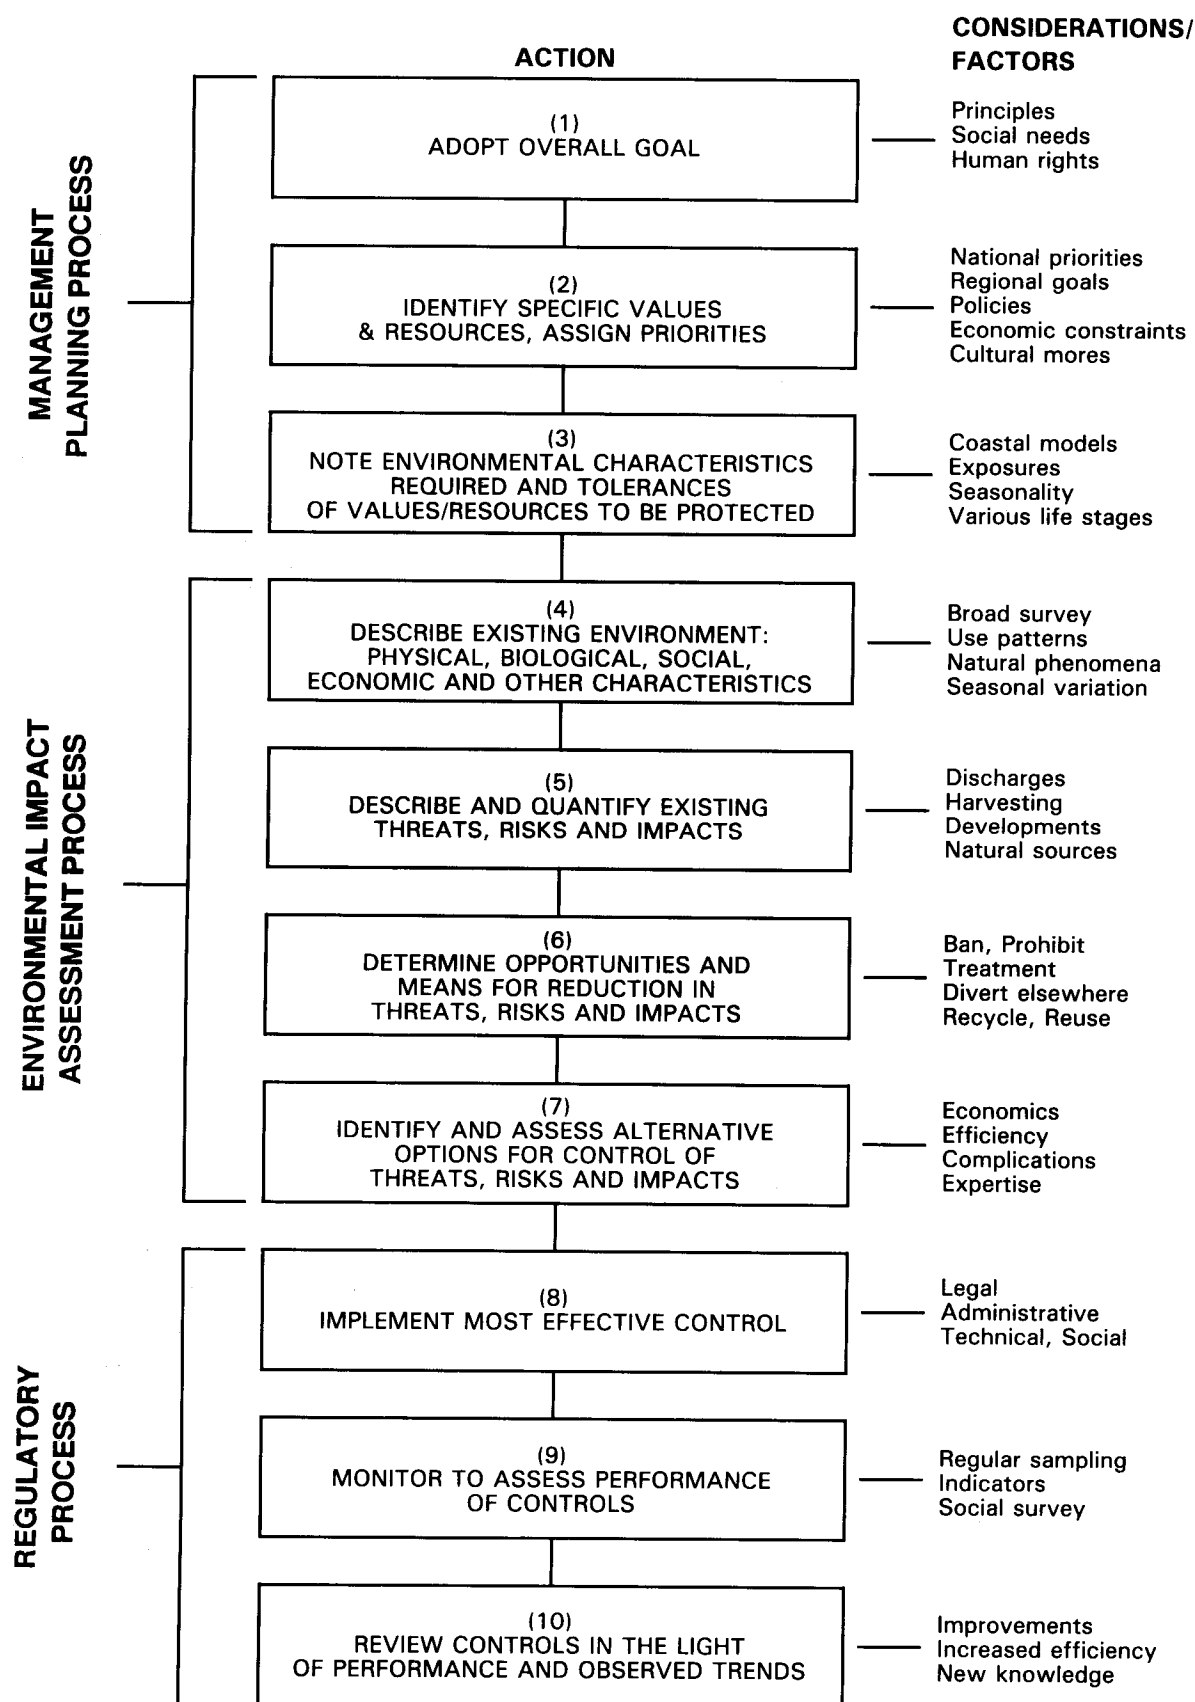 ACTION
CONSIDERATIONS/
FACTORS
MANAGEMENT
PLANNING PROCESS
(1)
ADOPT OVERALL GOAL
Principles
Social needs
Human rights
(2)
IDENTIFY SPECIFIC VALUES
& RESOURCES, ASSIGN PRIORITIES
National priorities
Regional goals
Policies
Economic constraints
Cultural mores
(3)
NOTE ENVIRONMENTAL CHARACTERISTICS
REQUIRED AND TOLERANCES
OF VALUES/RESOURCES TO BE PROTECTED
Coastal models
Exposures
Seasonality
Various life stages
ENVIRONMENTAL IMPACT
ASSESSMENT PROCESS
(4)
DESCRIBE EXISTING ENVIRONMENT:
PHYSICAL, BIOLOGICAL, SOCIAL,
ECONOMIC AND OTHER CHARACTERISTICS
Broad survey
Use patterns
Natural phenomena
Seasonal variation
(5)
DESCRIBE AND QUANTIFY EXISTING
THREATS, RISKS AND IMPACTS
Discharges
Harvesting
Developments
Natural sources
(6)
DETERMINE OPPORTUNITIES AND
MEANS FOR REDUCTION IN
THREATS, RISKS AND IMPACTS
Ban, Prohibit
Treatment
Divert elsewhere
Recycle, Reuse
(7)
IDENTIFY AND ASSESS ALTERNATIVE
OPTIONS FOR CONTROL OF
THREATS, RISKS AND IMPACTS
Economics
Efficiency
Complications
Expertise
REGULATORY
PROCESS
(8)
IMPLEMENT MOST EFFECTIVE CONTROL
Legal
Administrative
Technical, Social
(9)
MONITOR TO ASSESS PERFORMANCE
OF CONTROLS
Regular sampling
Indicators
Social survey
(10)
REVIEW CONTROLS IN THE LIGHT
OF PERFORMANCE AND OBSERVED TRENDS
Improvements
Increased efficiency
New knowledge